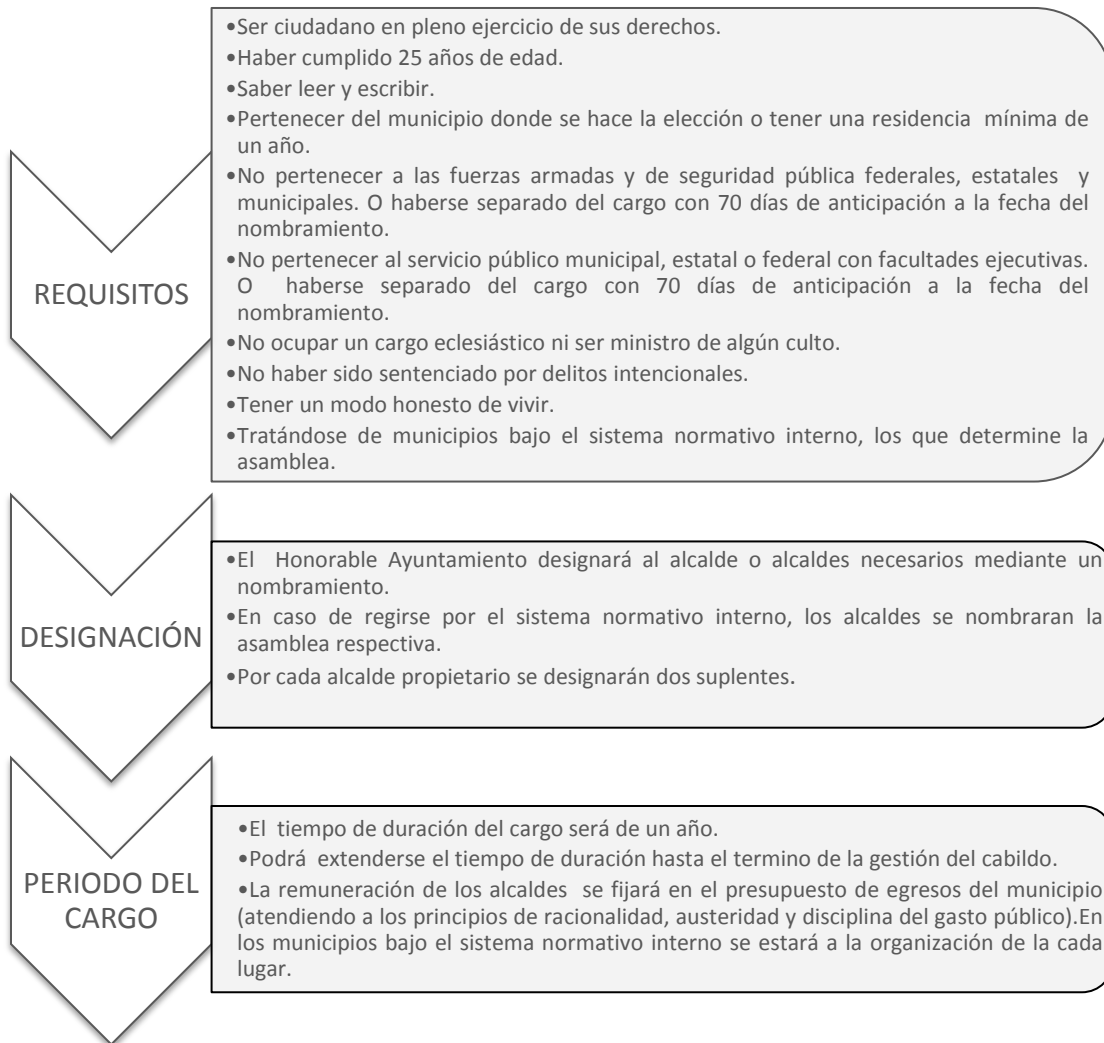 REQUISITOS
•Ser ciudadano en pleno ejercicio de sus derechos.
•Haber cumplido 25 años de edad.
•Saber leer y escribir.
•Pertenecer del municipio donde se hace la elección o tener una residencia mínima de
un año.
•No pertenecer a las fuerzas armadas y de seguridad pública federales, estatales y
municipales. O haberse separado del cargo con 70 días de anticipación a la fecha del
nombramiento.
•No pertenecer al servicio público municipal, estatal o federal con facultades ejecutivas.
O haberse separado del cargo con 70 días de anticipación a la fecha del
nombramiento.
•No ocupar un cargo eclesiástico ni ser ministro de algún culto.
•No haber sido sentenciado por delitos intencionales.
•Tener un modo honesto de vivir.
•Tratándose de municipios bajo el sistema normativo interno, los que determine la
asamblea.
DESIGNACIÓN
•El Honorable Ayuntamiento designará al alcalde o alcaldes necesarios mediante un
nombramiento.
•En caso de regirse por el sistema normativo interno, los alcaldes se nombraran la
asamblea respectiva.
•Por cada alcalde propietario se designarán dos suplentes.
PERIODO DEL
CARGO
•El tiempo de duración del cargo será de un año.
•Podrá extenderse el tiempo de duración hasta el termino de la gestión del cabildo.
•La remuneración de los alcaldes se fijará en el presupuesto de egresos del municipio
(atendiendo a los principios de racionalidad, austeridad y disciplina del gasto público).En
los municipios bajo el sistema normativo interno se estará a la organización de la cada
lugar.